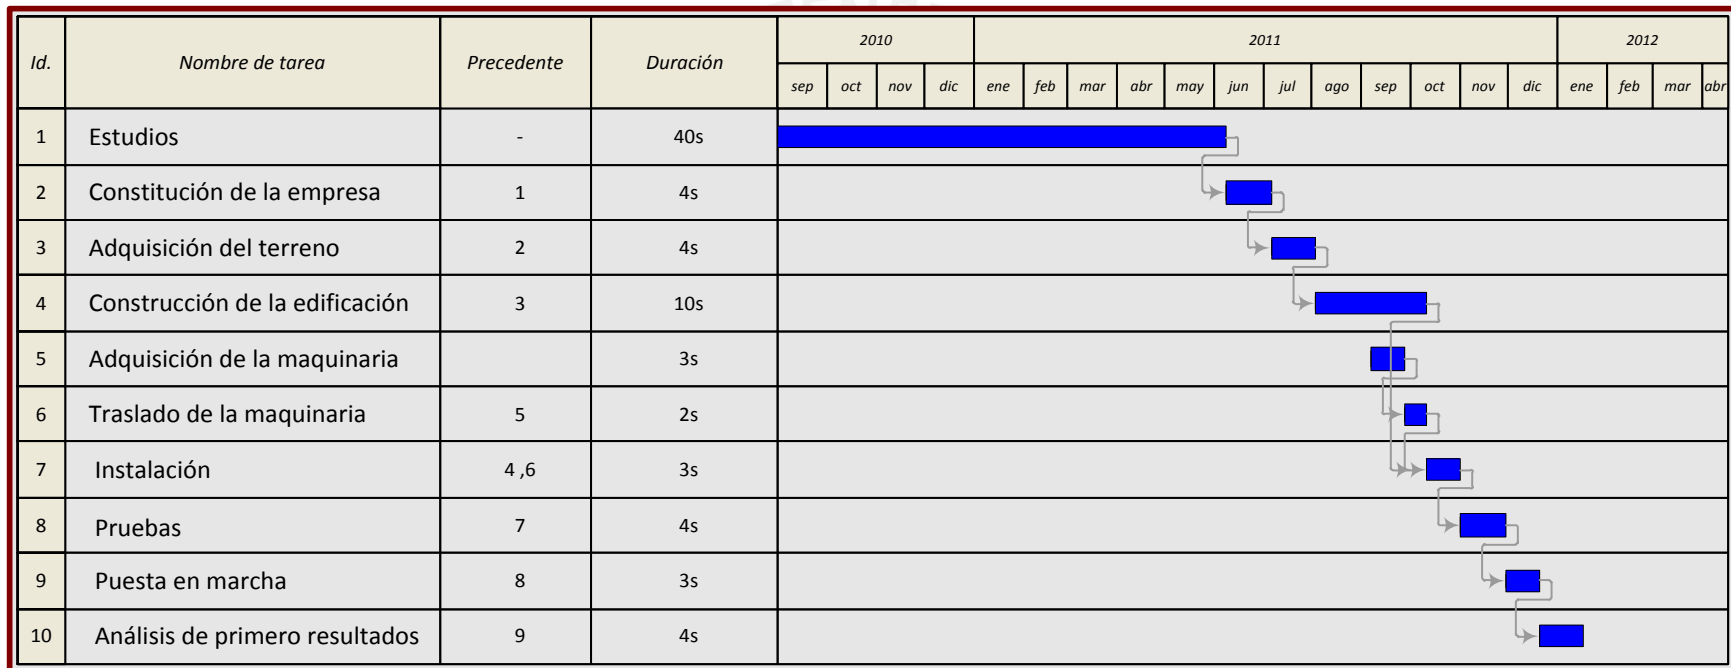 Id. Nombre de tarea Precedente Duración 2010 2011 2012
sep oct nov dic ene feb mar abr may jun jul ago sep oct nov dic ene feb mar abr
1 Estudios - 40s
2 Constitución de la empresa 1 4s
3 Adquisición del terreno 2 4s
4 Construcción de la edificación 3 10s
5 Adquisición de la maquinaria 3s
6 Traslado de la maquinaria 5 2s
7 Instalación 4 ,6 3s
8 Pruebas 7 4s
9 Puesta en marcha 8 3s
10 Análisis de primero resultados 9 4s